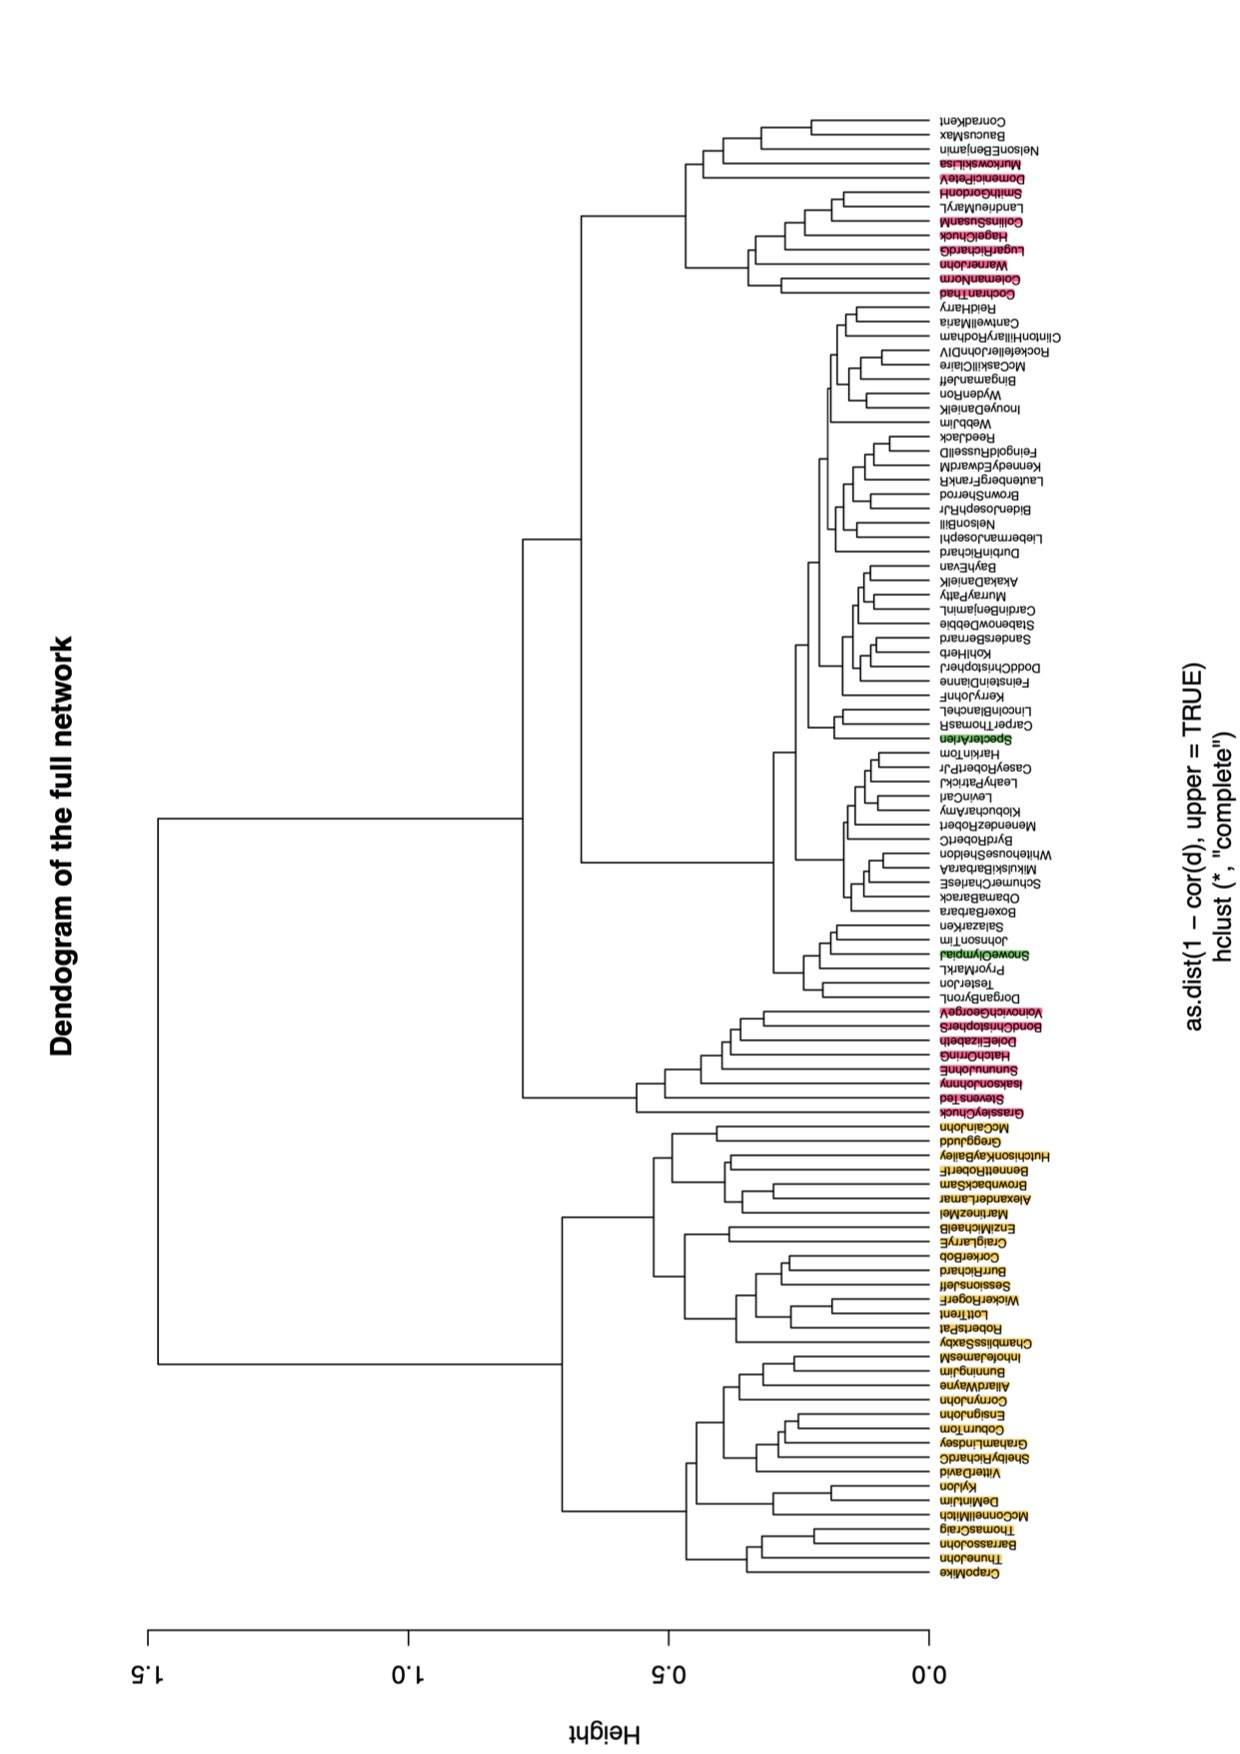 Dendogram of the full network
ConradKent
BaucusMax
NelsonEBenjamin
MurkowskiLisa
DomeniciPeteV
SmithGordonH
LandrieuMaryL
CollinsSusanM
HagelChuck
LugarRichardG
WarnerJohn
ColemanNorm
CochranThad
ReidHarry
CantwellMaria
ClintonHillaryRodham
RockefellerJohnDIV
McCaskillClaire
BingamanJeff
WydenRon
InouyeDanielK
WebbJim
ReedJack
FeingoldRussellD
KennedyEdwardM
LautenbergFrankR
BrownSherrod
BidenJosephRJr
NelsonBill
LiebermanJosephI
DurbinRichard
BayhEvan
AkakaDanielK
MurrayPatty
CardinBenjaminL
StabenowDebbie
SandersBernard
KohlHerb
DoddChristopherJ
FeinsteinDianne
KerryJohnF
LincolnBlancheL
CarperThomasR
SpecterArlen
HarkinTom
CaseyRobertPJr
LeahyPatrickJ
LevinCarl
KlobucharAmy
MenendezRobert
ByrdRobertC
WhitehouseSheldon
MikulskiBarbaraA
SchumerCharlesE
ObamaBarack
BoxerBarbara
SalazarKen
JohnsonTim
SnoweOlympiaJ
PryorMarkL
TesterJon
DorganByronL
VoinovichGeorgeV
BondChristopherS
DoleElizabeth
HatchOrrinG
SununuJohnE
IsaksonJohnny
StevensTed
GrassleyChuck
McCainJohn
GreggJudd
HutchisonKayBailey
BennettRobertF
BrownbackSam
AlexanderLamar
MartinezMel
EnziMichaelB
CraigLarryE
CorkerBob
BurrRichard
SessionsJeff
WickerRogerF
LottTrent
RobertsPat
ChamblissSaxby
InhofeJamesM
BunningJim
AllardWayne
CornynJohn
EnsignJohn
CoburnTom
GrahamLindsey
ShelbyRichardC
VitterDavid
KylJon
DeMintJim
McConnellMitch
ThomasCraig
BarrassoJohn
ThuneJohn
CrapoMike
1.5
1.0
0.5
0.0
Height
as.dist(1 − cor(d), upper = TRUE)
hclust (*, "complete")